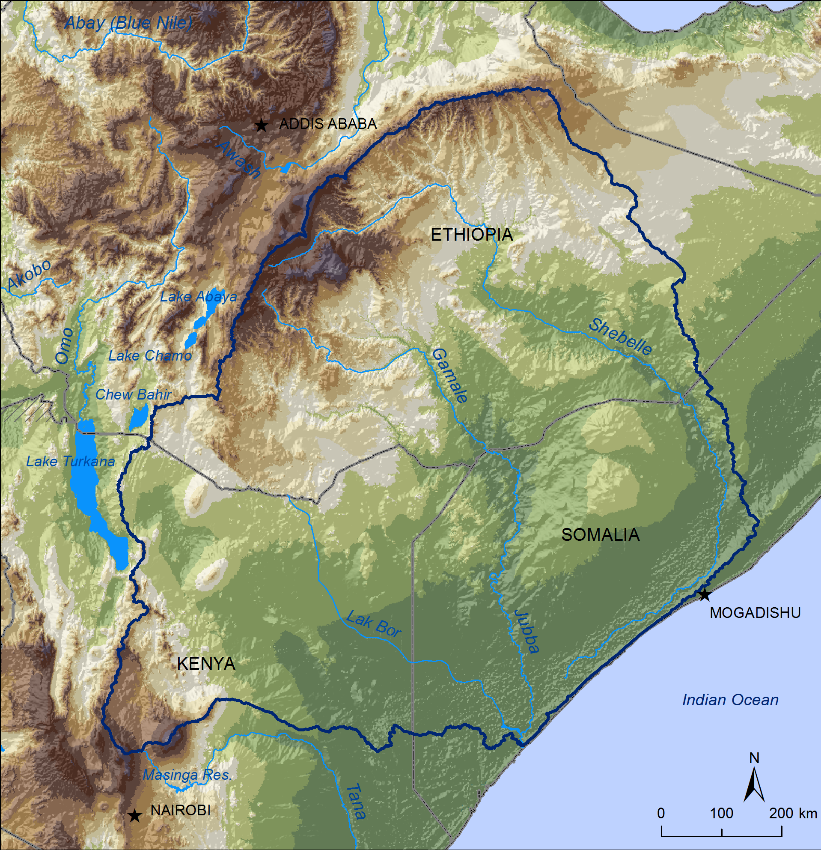 Abay (Blue Nile)
ADDIS ABABA
Awash
ETHIOPIA
Akobo
Lake Abaya
Omo
Shebelle
Lake Chamo
Gamale
Chew Bahir
Lake Turkana
SOMALIA
MOGADISHU
Lak Bor
Jubba
KENYA
Indian Ocean
N
Masinga Res.
Tana
NAIROBI
0 100 200 km